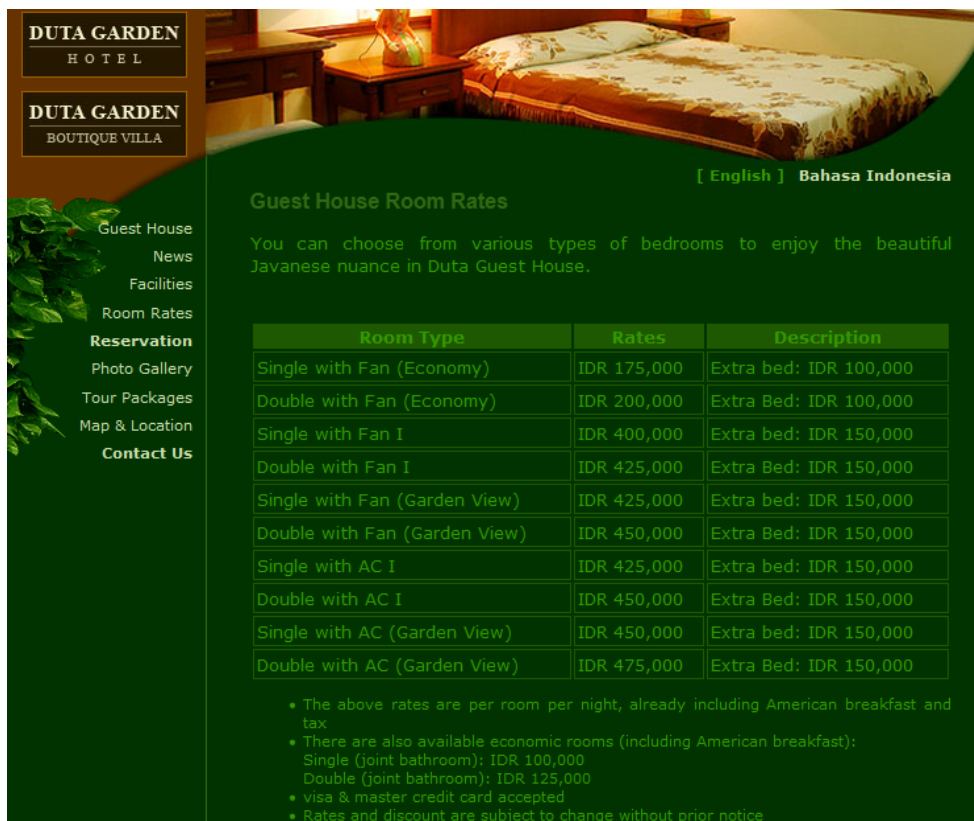 DUTA GARDEN
HOTEL
DUTA GARDEN
BOUTIQUE VILLA
[ English ] Bahasa Indonesia
Guest House
News
Facilities
Room Rates
Reservation
Photo Gallery
Tour Packages
Map & Location
Contact Us
Guest House Room Rates
You can choose from various types of bedrooms to enjoy the beautiful
Javanese nuance in Duta Guest House.
Room Type Rates Description
Single with Fan (Economy) IDR 175,000 Extra bed: IDR 100,000
Double with Fan (Economy) IDR 200,000 Extra Bed: IDR 100,000
Single with Fan I IDR 400,000 Extra bed: IDR 150,000
Double with Fan I IDR 425,000 Extra Bed: IDR 150,000
Single with Fan (Garden View) IDR 425,000 Extra bed: IDR 150,000
Double with Fan (Garden View) IDR 450,000 Extra Bed: IDR 150,000
Single with AC I IDR 425,000 Extra bed: IDR 150,000
Double with AC I IDR 450,000 Extra Bed: IDR 150,000
Single with AC (Garden View) IDR 450,000 Extra bed: IDR 150,000
Double with AC (Garden View) IDR 475,000 Extra Bed: IDR 150,000
• The above rates are per room per night, already including American breakfast and
tax
• There are also available economic rooms (including American breakfast):
Single (joint bathroom): IDR 100,000
Double (joint bathroom): IDR 125,000
• visa & master credit card accepted
• Rates and discount are subject to change without prior notice